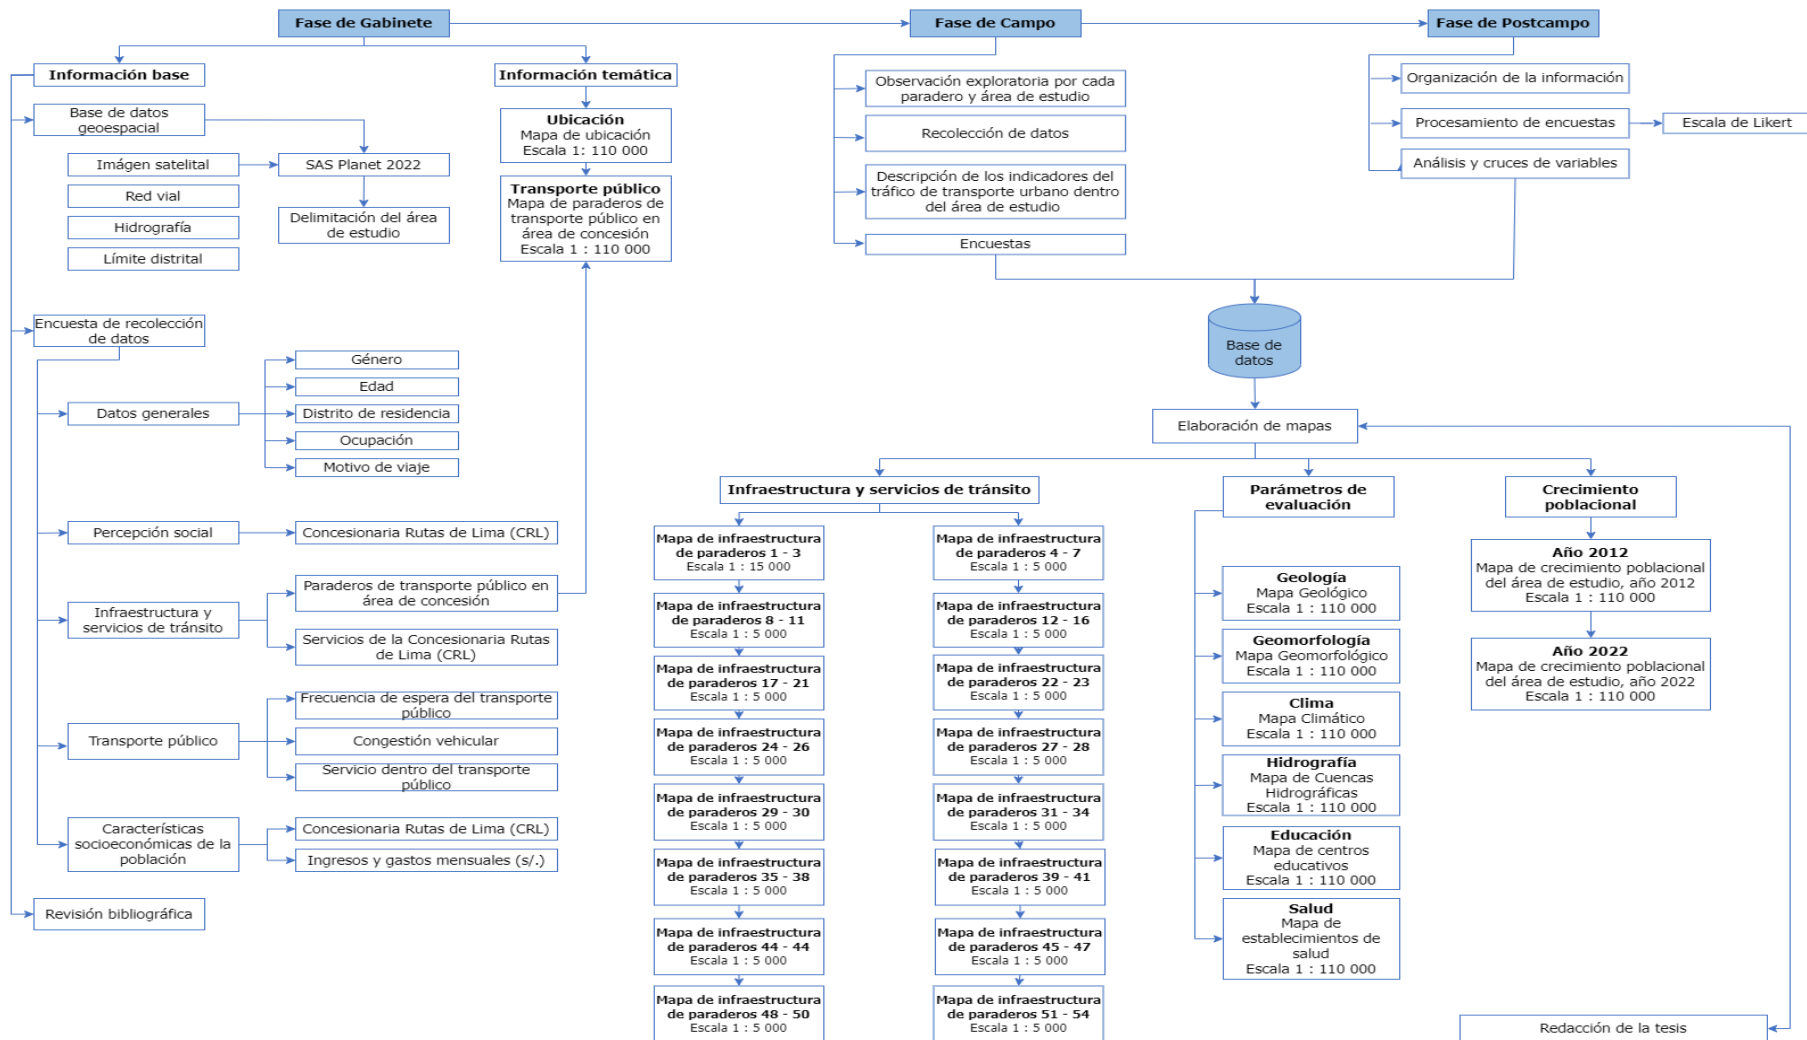 Fase de Gabinete
Fase de Campo
Fase de Postcampo
Información base
Base de datos
geoespacial
Imágen satelital
Red vial
Hidrografía
Límite distrital
SAS Planet 2022
Delimitación del área
de estudio
Información temática
Ubicación
Mapa de ubicación
Escala 1: 110 000
Transporte público
Mapa de paraderos de
transporte público en
área de concesión
Escala 1 : 110 000
Encuesta de recolección
de datos
Datos generales
Género
Edad
Distrito de residencia
Ocupación
Motivo de viaje
Percepción social
Concesionaria Rutas de Lima (CRL)
Infraestructura y
servicios de tránsito
Paraderos de transporte público en
área de concesión
Servicios de la Concesionaria Rutas
de Lima (CRL)
Transporte público
Frecuencia de espera del transporte
público
Congestión vehicular
Servicio dentro del transporte
público
Características
socioeconómicas de la
población
Concesionaria Rutas de Lima (CRL)
Ingresos y gastos mensuales (s/.)
Revisión bibliográfica
Observación exploratoria por cada
paradero y área de estudio
Recolección de datos
Descripción de los indicadores del
tráfico de transporte urbano dentro
del área de estudio
Encuestas
Organización de la información
Procesamiento de encuestas
Escala de Likert
Análisis y cruces de variables
Base de
datos
Elaboración de mapas
Infraestructura y servicios de tránsito
Mapa de infraestructura
de paraderos 1 - 3
Escala 1 : 15 000
Mapa de infraestructura
de paraderos 4 - 7
Escala 1 : 5 000
Mapa de infraestructura
de paraderos 8 - 11
Escala 1 : 5 000
Mapa de infraestructura
de paraderos 12 - 16
Escala 1 : 5 000
Mapa de infraestructura
de paraderos 17 - 21
Escala 1 : 5 000
Mapa de infraestructura
de paraderos 22 - 23
Escala 1 : 5 000
Mapa de infraestructura
de paraderos 24 - 26
Escala 1 : 5 000
Mapa de infraestructura
de paraderos 27 - 28
Escala 1 : 5 000
Mapa de infraestructura
de paraderos 29 - 30
Escala 1 : 5 000
Mapa de infraestructura
de paraderos 31 - 34
Escala 1 : 5 000
Mapa de infraestructura
de paraderos 35 - 38
Escala 1 : 5 000
Mapa de infraestructura
de paraderos 39 - 41
Escala 1 : 5 000
Mapa de infraestructura
de paraderos 44 - 44
Escala 1 : 5 000
Mapa de infraestructura
de paraderos 45 - 47
Escala 1 : 5 000
Mapa de infraestructura
de paraderos 48 - 50
Escala 1 : 5 000
Mapa de infraestructura
de paraderos 51 - 54
Escala 1 : 5 000
Parámetros de
evaluación
Geología
Mapa Geológico
Escala 1 : 110 000
Geomorfología
Mapa Geomorfológico
Escala 1 : 110 000
Clima
Mapa Climático
Escala 1 : 110 000
Hidrografía
Mapa de Cuencas
Hidrográficas
Escala 1 : 110 000
Educación
Mapa de centros
educativos
Escala 1 : 110 000
Salud
Mapa de
establecimientos de
salud
Escala 1 : 110 000
Crecimiento
poblacional
Año 2012
Mapa de crecimiento poblacional
del área de estudio, año 2012
Escala 1 : 110 000
Año 2022
Mapa de crecimiento poblacional
del área de estudio, año 2022
Escala 1 : 110 000
Redacción de la tesis